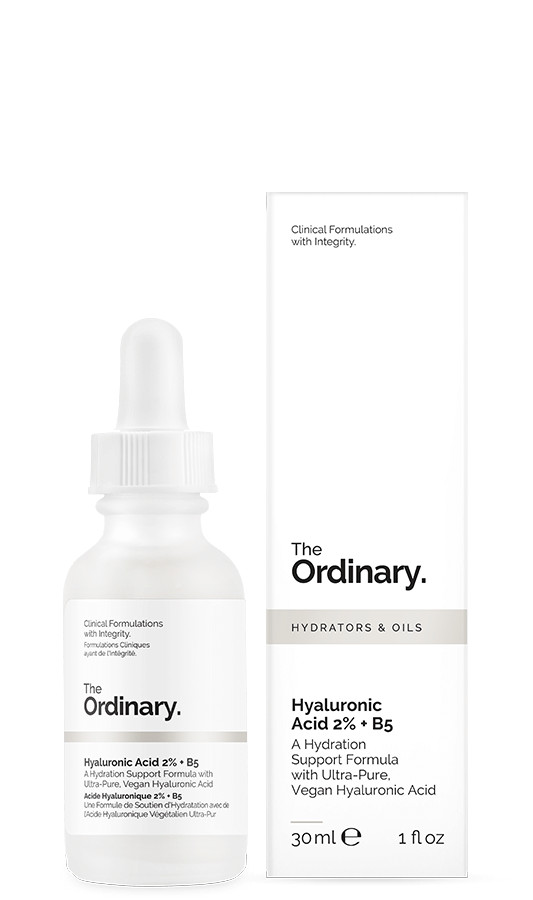 Clinical Formulations
with Integrity.
Formulations Cliniques
ayant de l'intégrité.
The
Ordinary.
Hyaluronic Acid 2% + B5
A Hydration Support Formula with
Ultra-Pure, Vegan Hyaluronic Acid
Acide Hyaluronique 2% + B5
Une Formule de Soutien d'Hydratation avec de
l'Acide Hyaluronique Végétalien Ultra-Pur
Clinical Formulations
with Integrity.
The
Ordinary.
HYDRATORS & OILS
Hyaluronic
Acid 2% + B5
A Hydration
Support Formula
with Ultra-Pure,
Vegan Hyaluronic Acid
30 ml ℮ 1 fl oz